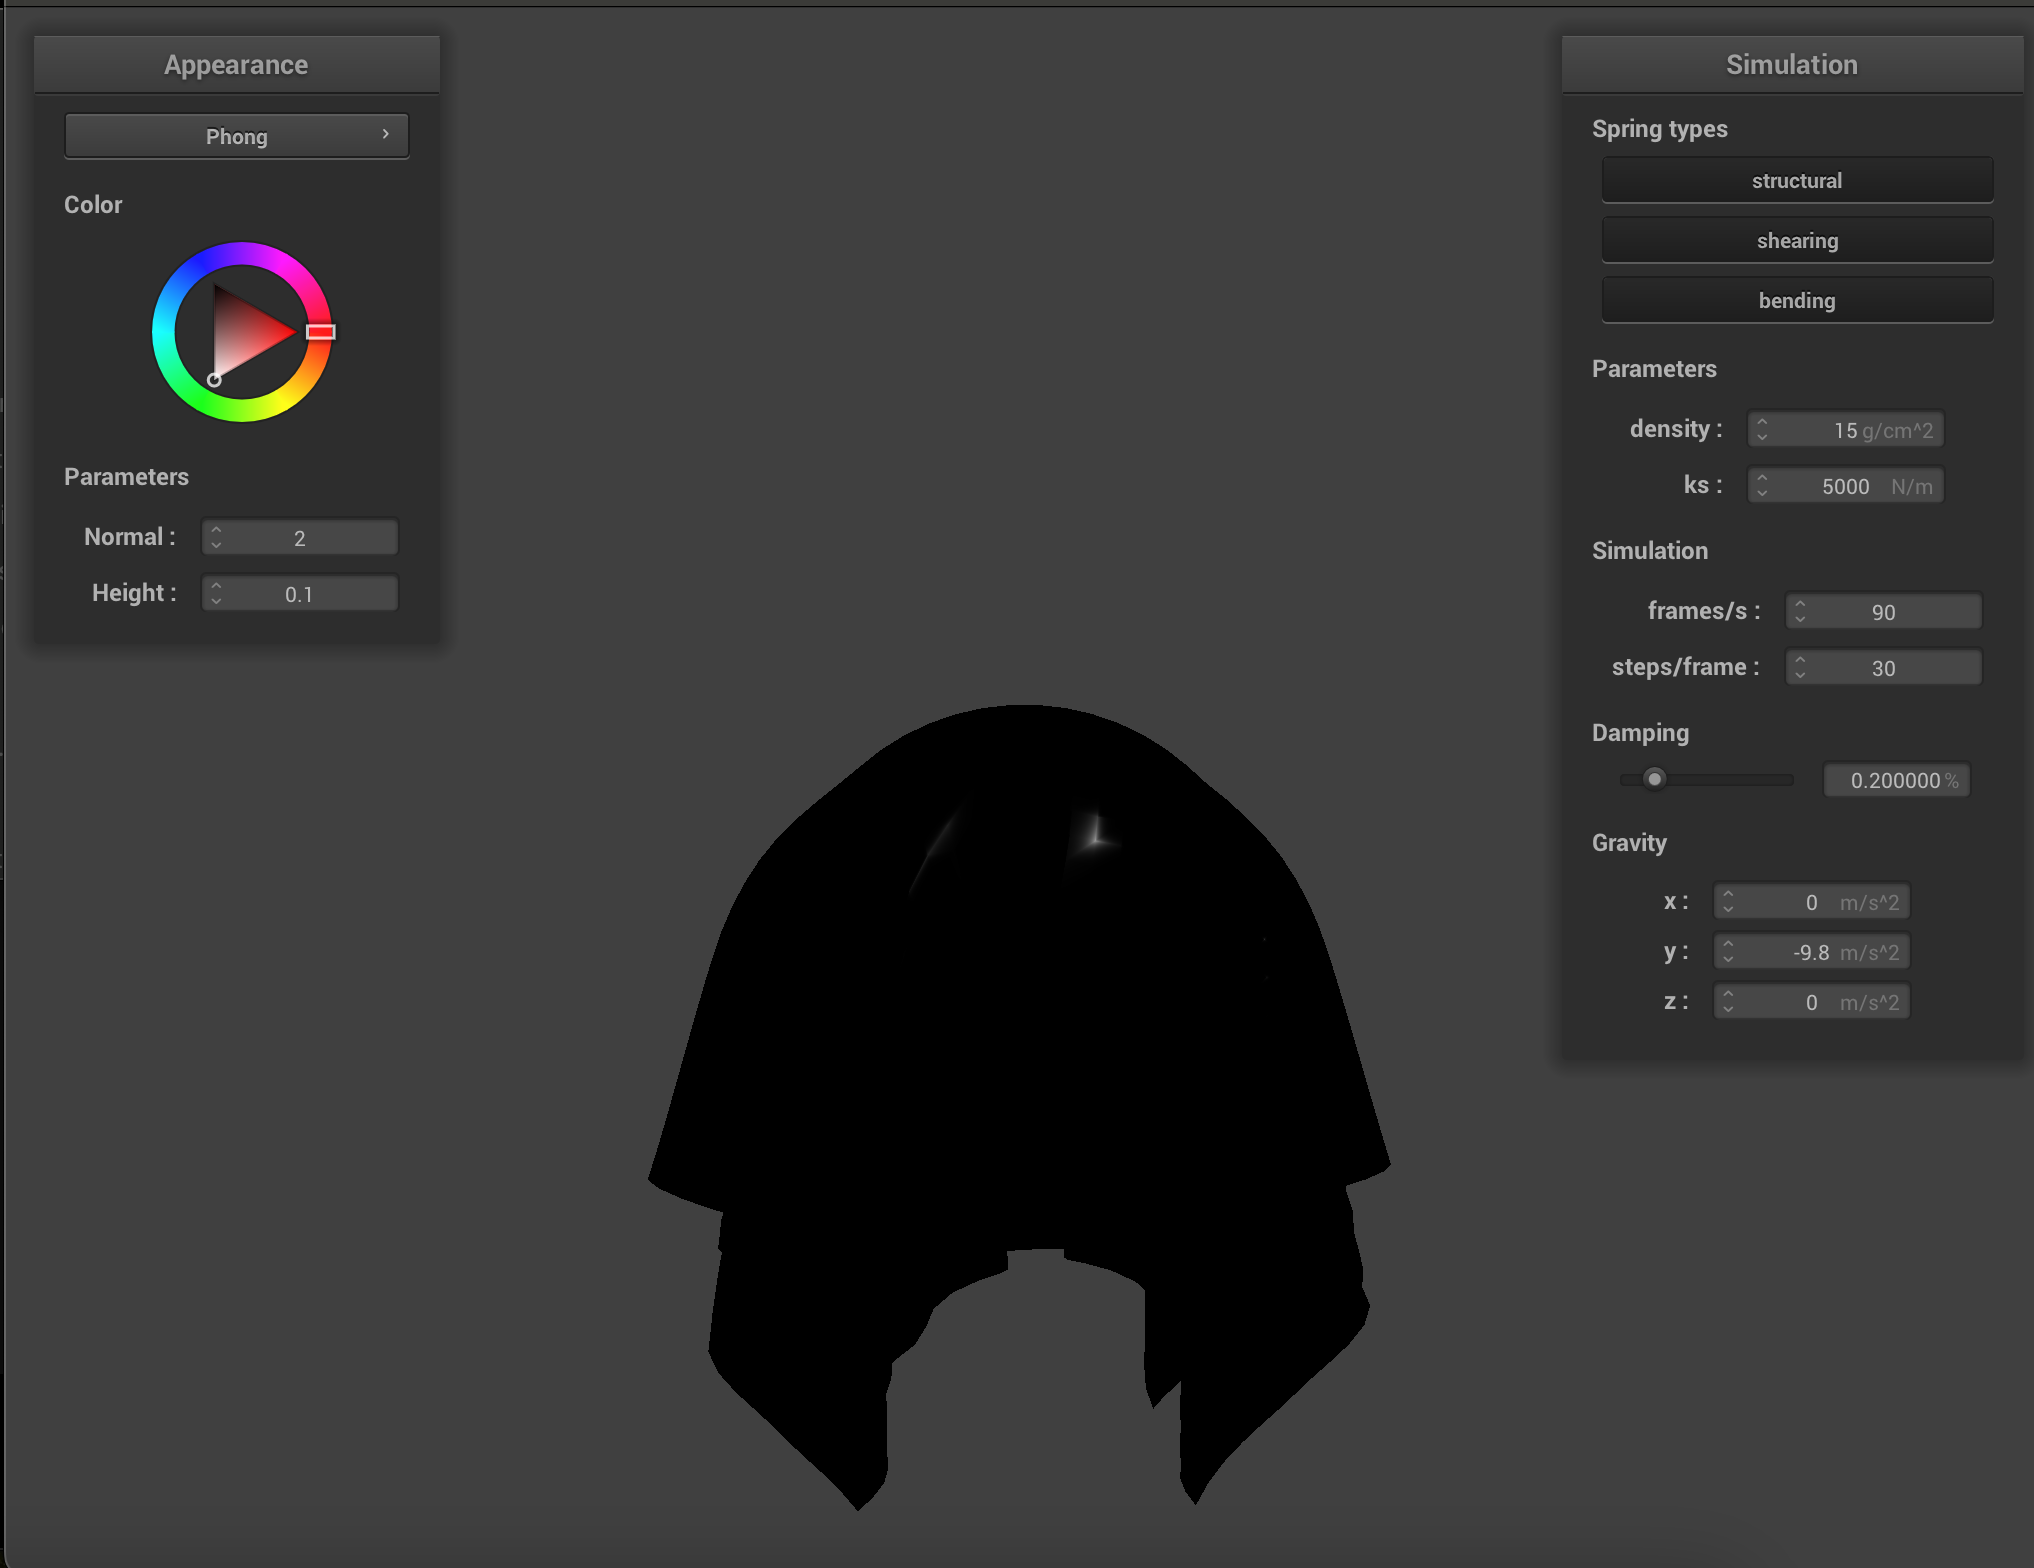 Appearance
Phong
Color
Parameters
Normal : 2
Height : 0.1
Simulation
Spring types
structural
shearing
bending
Parameters
density : 15 g/cm^2
ks : 5000 N/m
Simulation
frames/s : 90
steps/frame : 30
Damping
0.200000 %
Gravity
x : 0 m/s^2
y : -9.8 m/s^2
z : 0 m/s^2